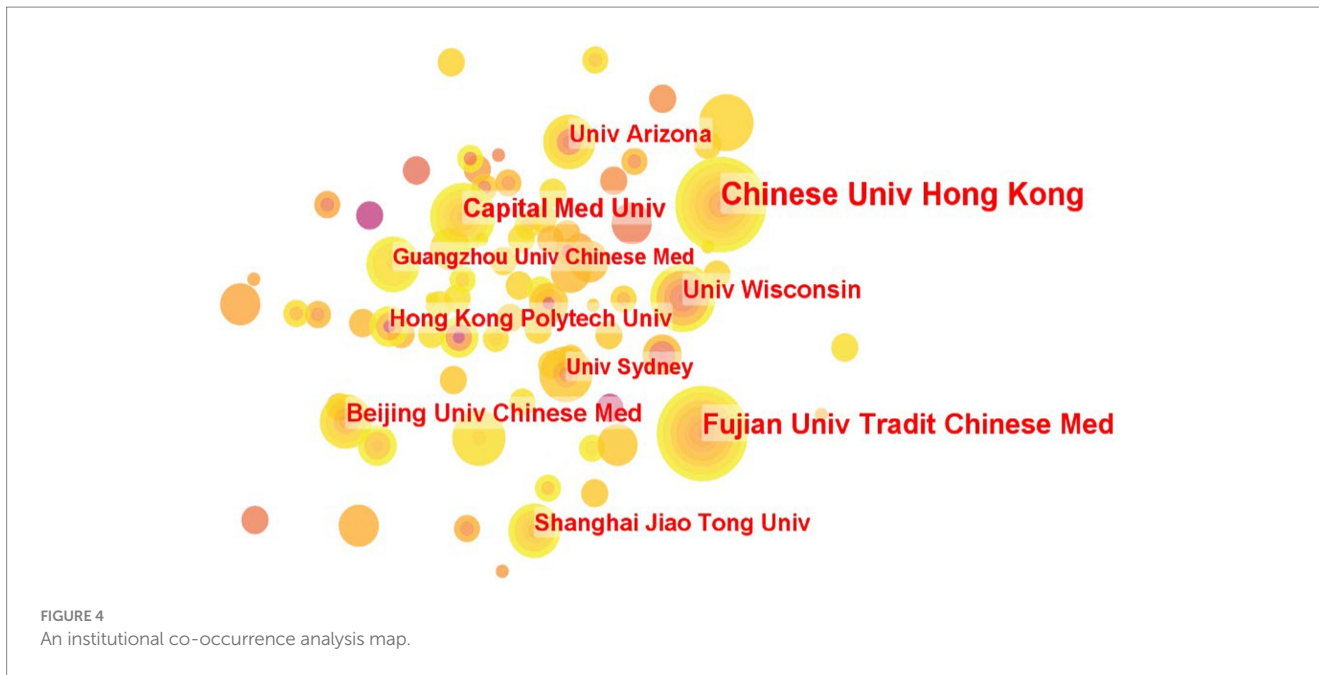 Univ Arizona
Chinese Univ Hong Kong
Capital Med Univ
Guangzhou Univ Chinese Med
Univ Wisconsin
Hong Kong Polytech Univ
Univ Sydney
Beijing Univ Chinese Med
Fujian Univ Tradit Chinese Med
Shanghai Jiao Tong Univ
FIGURE 4
An institutional co-occurrence analysis map.